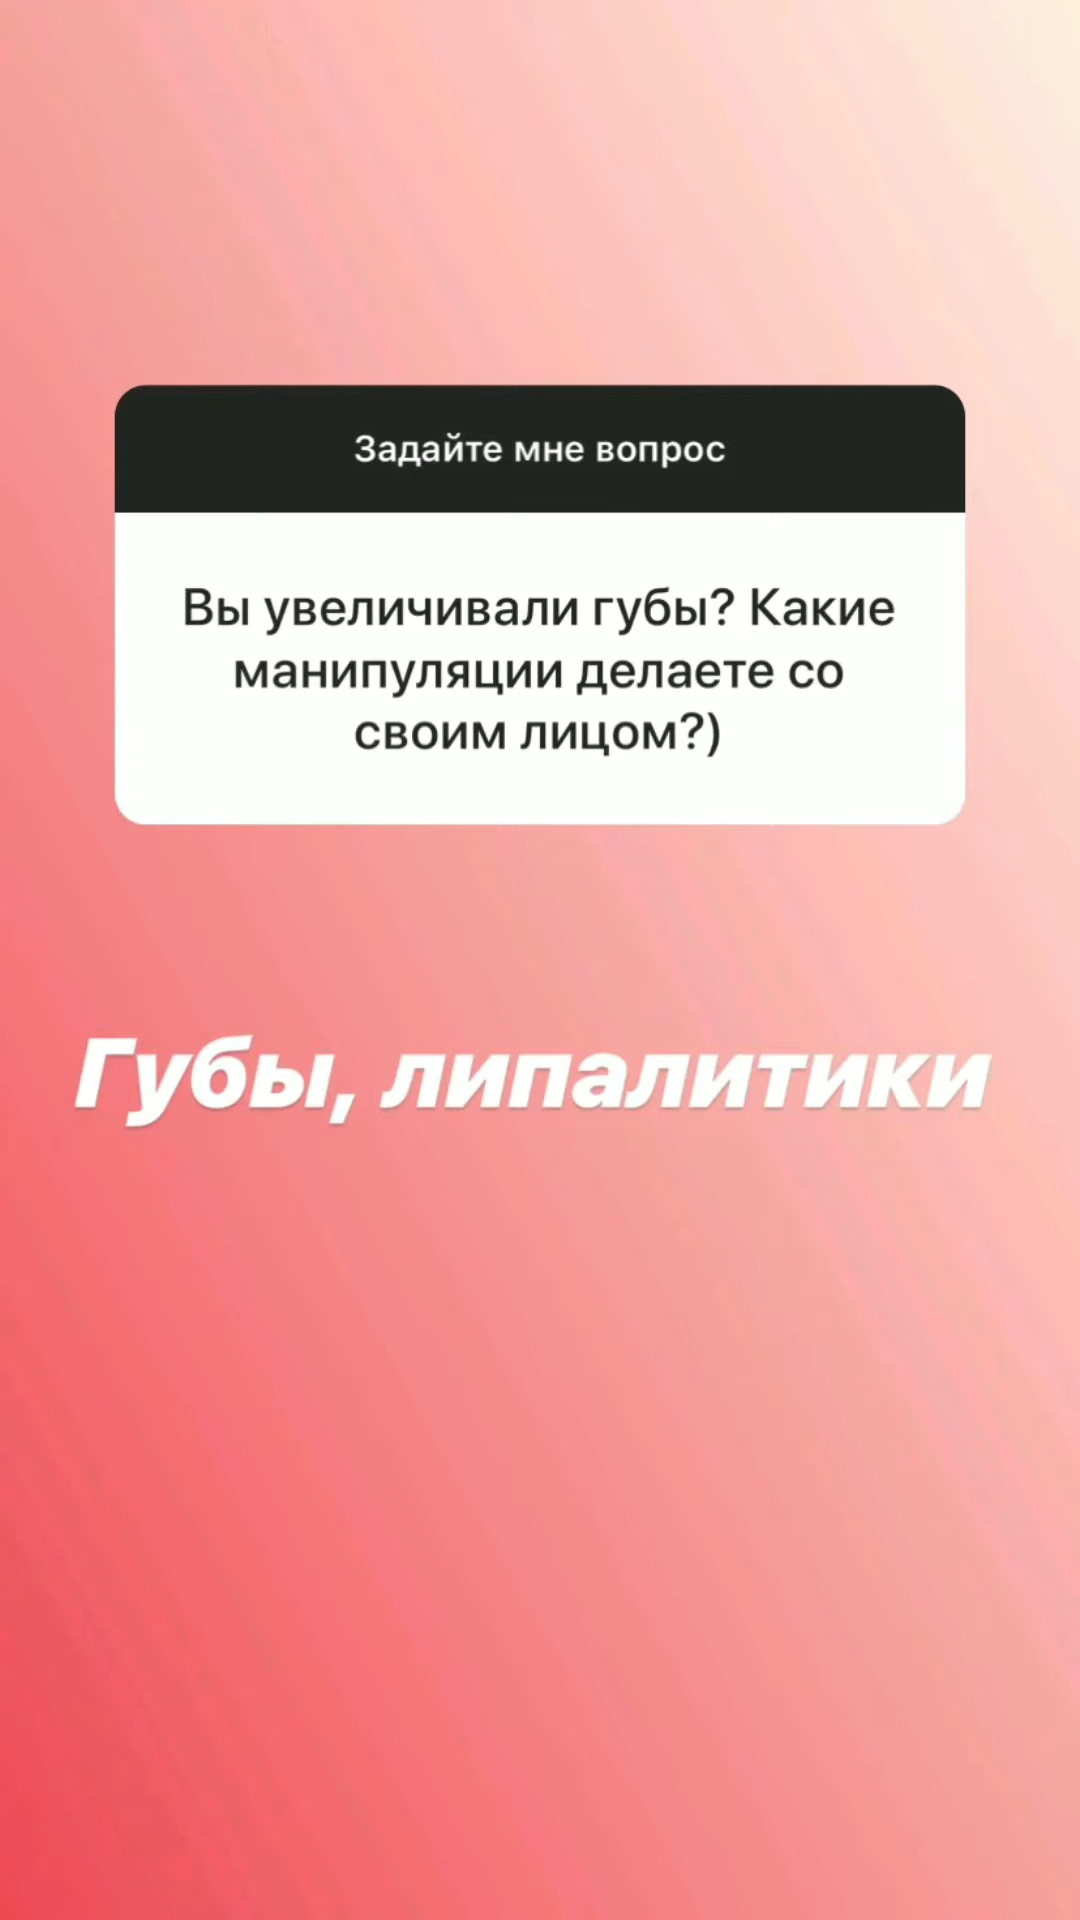 Задайте мне вопрос
Вы увеличивали губы? Какие
манипуляции делаете со
своим лицом?)
Губы, липалитики